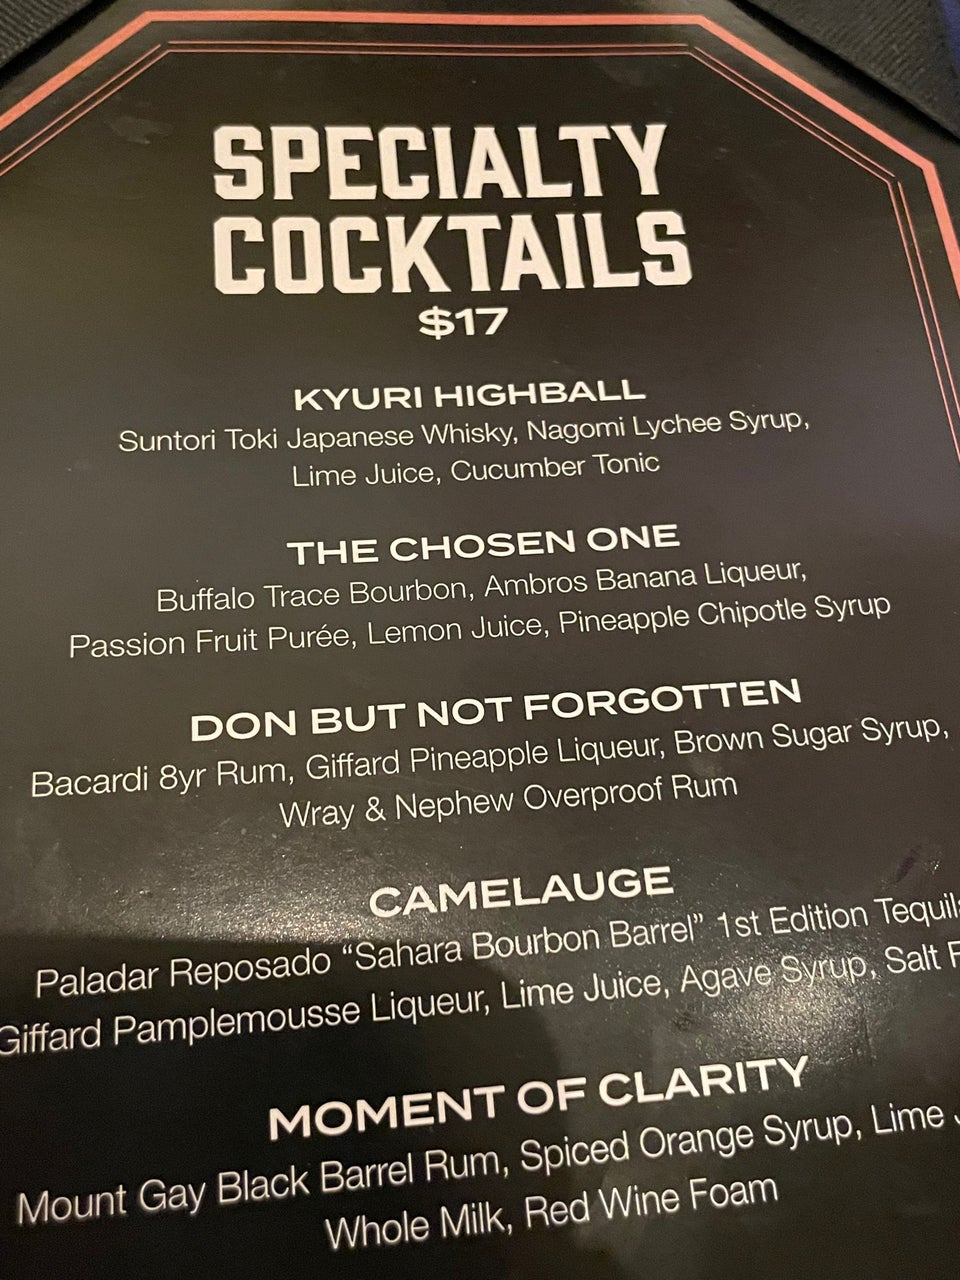 SPECIALTY
COCKTAILS
$17
KYURI HIGHBALL
Suntori Toki Japanese Whisky, Nagomi Lychee Syrup,
Lime Juice, Cucumber Tonic
THE CHOSEN ONE
Buffalo Trace Bourbon, Ambros Banana Liqueur,
Passion Fruit Purée, Lemon Juice, Pineapple Chipotle Syrup
DON BUT NOT FORGOTTEN
Bacardi 8yr Rum, Giffard Pineapple Liqueur, Brown Sugar Syrup,
Wray & Nephew Overproof Rum
CAMELAUGE
Paladar Reposado “Sahara Bourbon Barrel” 1st Edition
Giffard Pamplemousse Liqueur, Lime Juice, Agave Syrup, Salt
MOMENT OF CLARITY
Mount Gay Black Barrel Rum, Spiced Orange Syrup, Lime
Whole Milk, Red Wine Foam